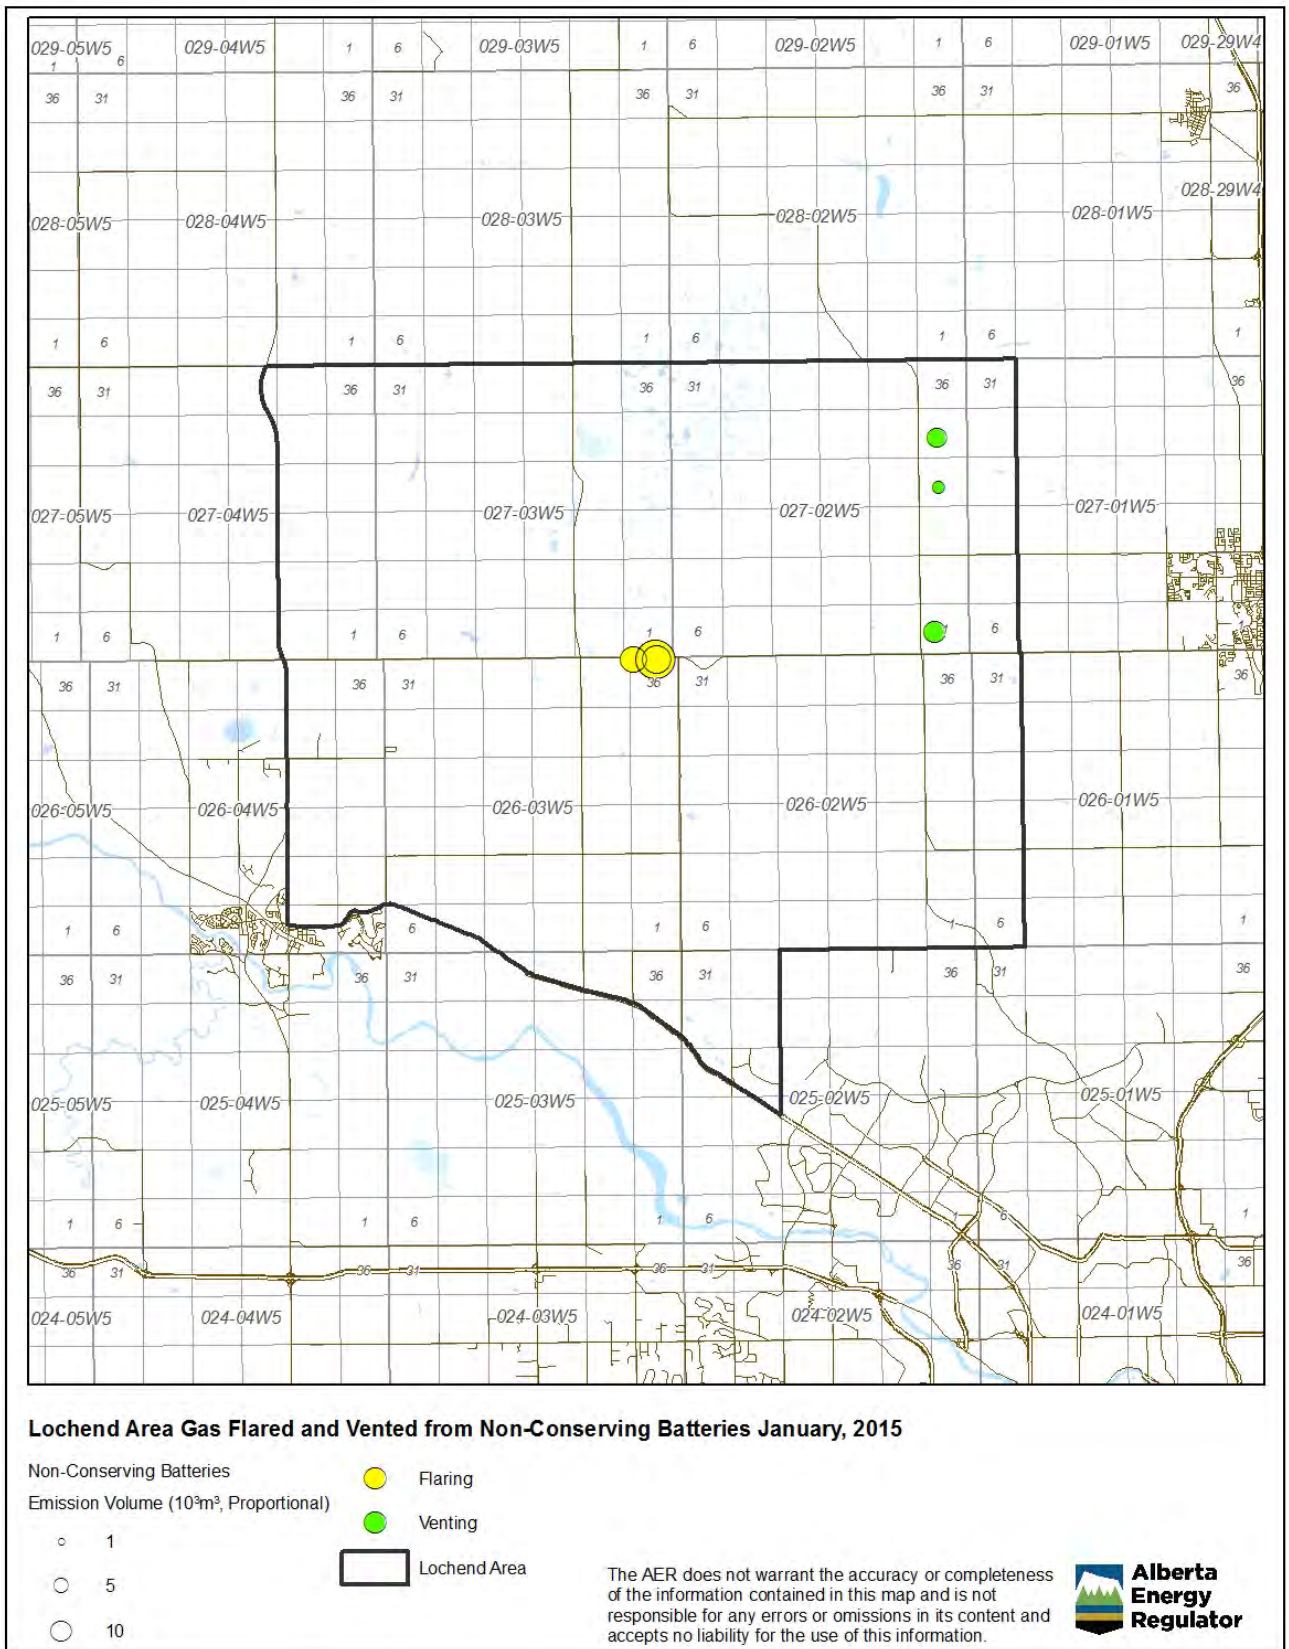 029-05W5 029-04W5 1 6 029-03W5 1 6 029-02W5 1 6 029-01W5 029-29W4
1 6
36 31 36 31 36 31 36 31 36
028-29W4
028-05W5 028-04W5 028-03W5 028-02W5 028-01W5
1 6 1 6 1 6 1 6 1
36 31 36 31 36 31 36 31 36
027-05W5 027-04W5 027-03W5 027-02W5 027-01W5
1 6 1 6 1 6 1 6 1
36 31 36 31 36 31 36 31 36
026-05W5 026-04W5 026-03W5 026-02W5 026-01W5
1 6 6 1 6 1 6 1
36 31 36 31 36 31 36 31 36
025-05W5 025-04W5 025-03W5 025-02W5 025-01W5
1 6 1 6 1 6 1 6 1
36 31 36 31 36 31 36 31 36
024-05W5 024-04W5 024-03W5 024-02W5 024-01W5
Lochend Area Gas Flared and Vented from Non-Conserving Batteries January, 2015
Non-Conserving Batteries
Emission Volume (10³m³, Proportional)
1
5
10
Flaring
Venting
Lochend Area
The AER does not warrant the accuracy or completeness
of the information contained in this map and is not
responsible for any errors or omissions in its content and
accepts no liability for the use of this information.
Alberta
Energy
Regulator